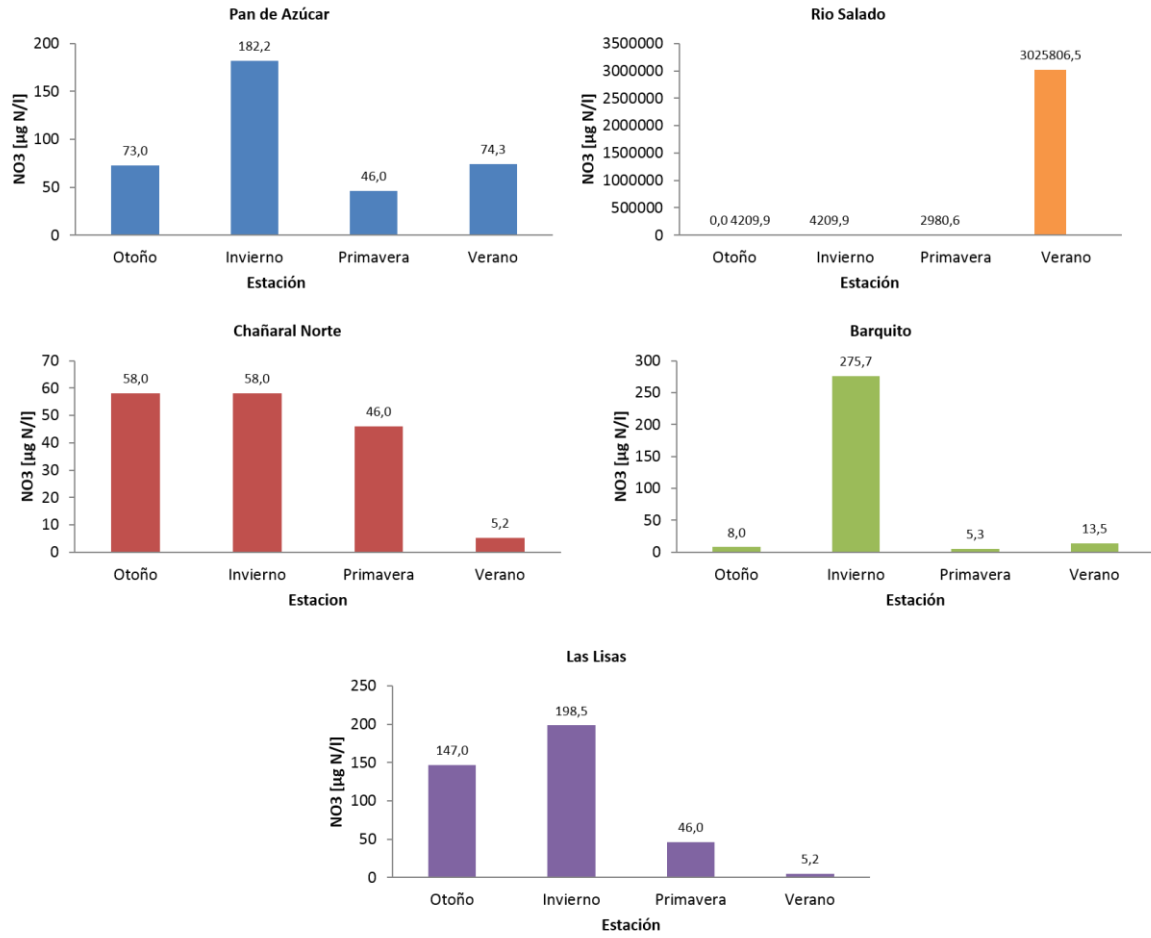 Pan de Azúcar
NO3 [µg N/l]
200
150
100
50
0
73,0
182,2
46,0
74,3
Otoño Invierno Primavera Verano
Estación
Rio Salado
NO3 [µg N/l]
3500000
3000000
2500000
2000000
1500000
1000000
500000
0
0,0 4209,9
4209,9
2980,6
3025806,5
Otoño Invierno Primavera Verano
Estación
Chañaral Norte
NO3 [µg N/l]
70
60
50
40
30
20
10
0
58,0
58,0
46,0
5,2
Otoño Invierno Primavera Verano
Estacion
Barquito
NO3 [µg N/l]
300
250
200
150
100
50
0
8,0
275,7
5,3
13,5
Otoño Invierno Primavera Verano
Estación
Las Lisas
NO3 [µg N/l]
250
200
150
100
50
0
147,0
198,5
46,0
5,2
Otoño Invierno Primavera Verano
Estación